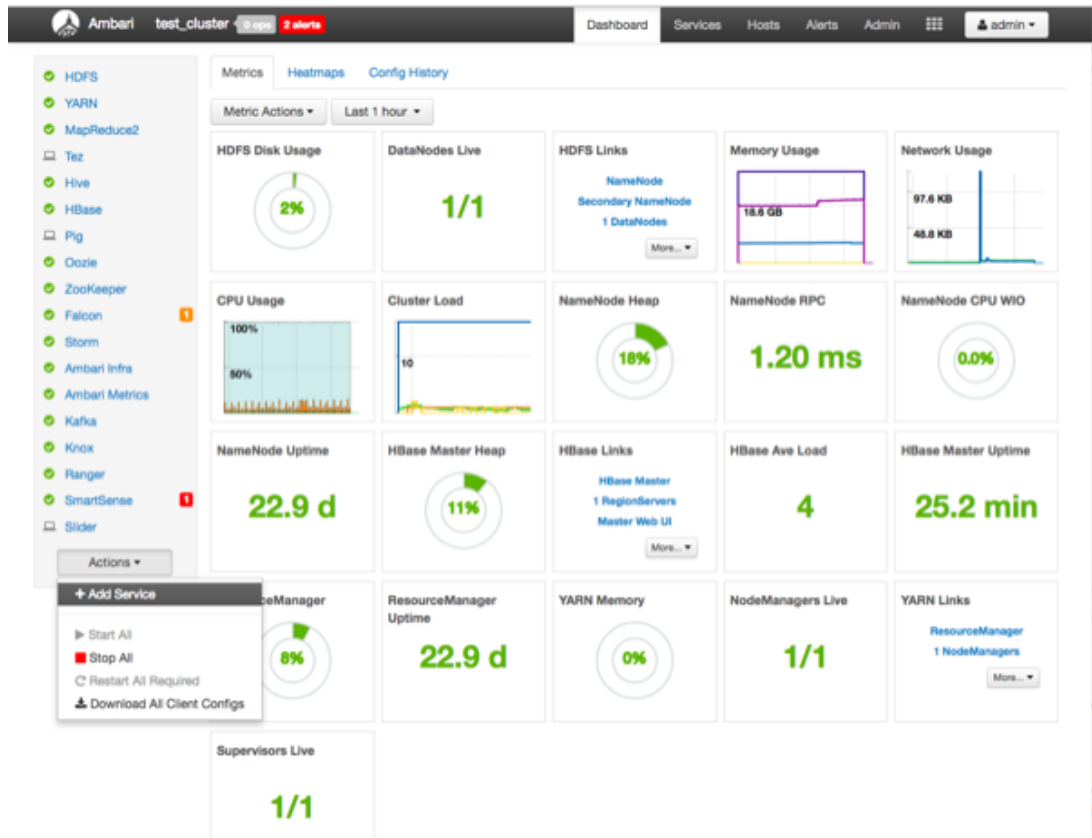 Ambari test_cluster 0 ops 2 alerts Dashboard Services Hosts Alerts Admin admin
HDFS
YARN
MapReduce2
Tez
Hive
HBase
Pig
Oozie
ZooKeeper
Falcon 1
Storm
Ambari Infra
Ambari Metrics
Kafka
Knox
Ranger
SmartSense 1
Slider
Actions
+ Add Service
Start All
Stop All
Restart All Required
Download All Client Configs
Metrics Heatmaps Config History
Metric Actions Last 1 hour
HDFS Disk Usage
2%
DataNodes Live
1/1
HDFS Links
NameNode
Secondary NameNode
1 DataNodes
More...
Memory Usage
18.6 GB
Network Usage
97.6 KB
48.8 KB
CPU Usage
100%
50%
Cluster Load
10
NameNode Heap
18%
NameNode RPC
1.20 ms
NameNode CPU WIO
0.0%
NameNode Uptime
22.9 d
HBase Master Heap
11%
HBase Links
HBase Master
1 RegionServers
Master Web UI
More...
HBase Ave Load
4
HBase Master Uptime
25.2 min
ceManager
8%
ResourceManager
Uptime
22.9 d
YARN Memory
0%
NodeManagers Live
1/1
YARN Links
ResourceManager
1 NodeManagers
More...
Supervisors Live
1/1